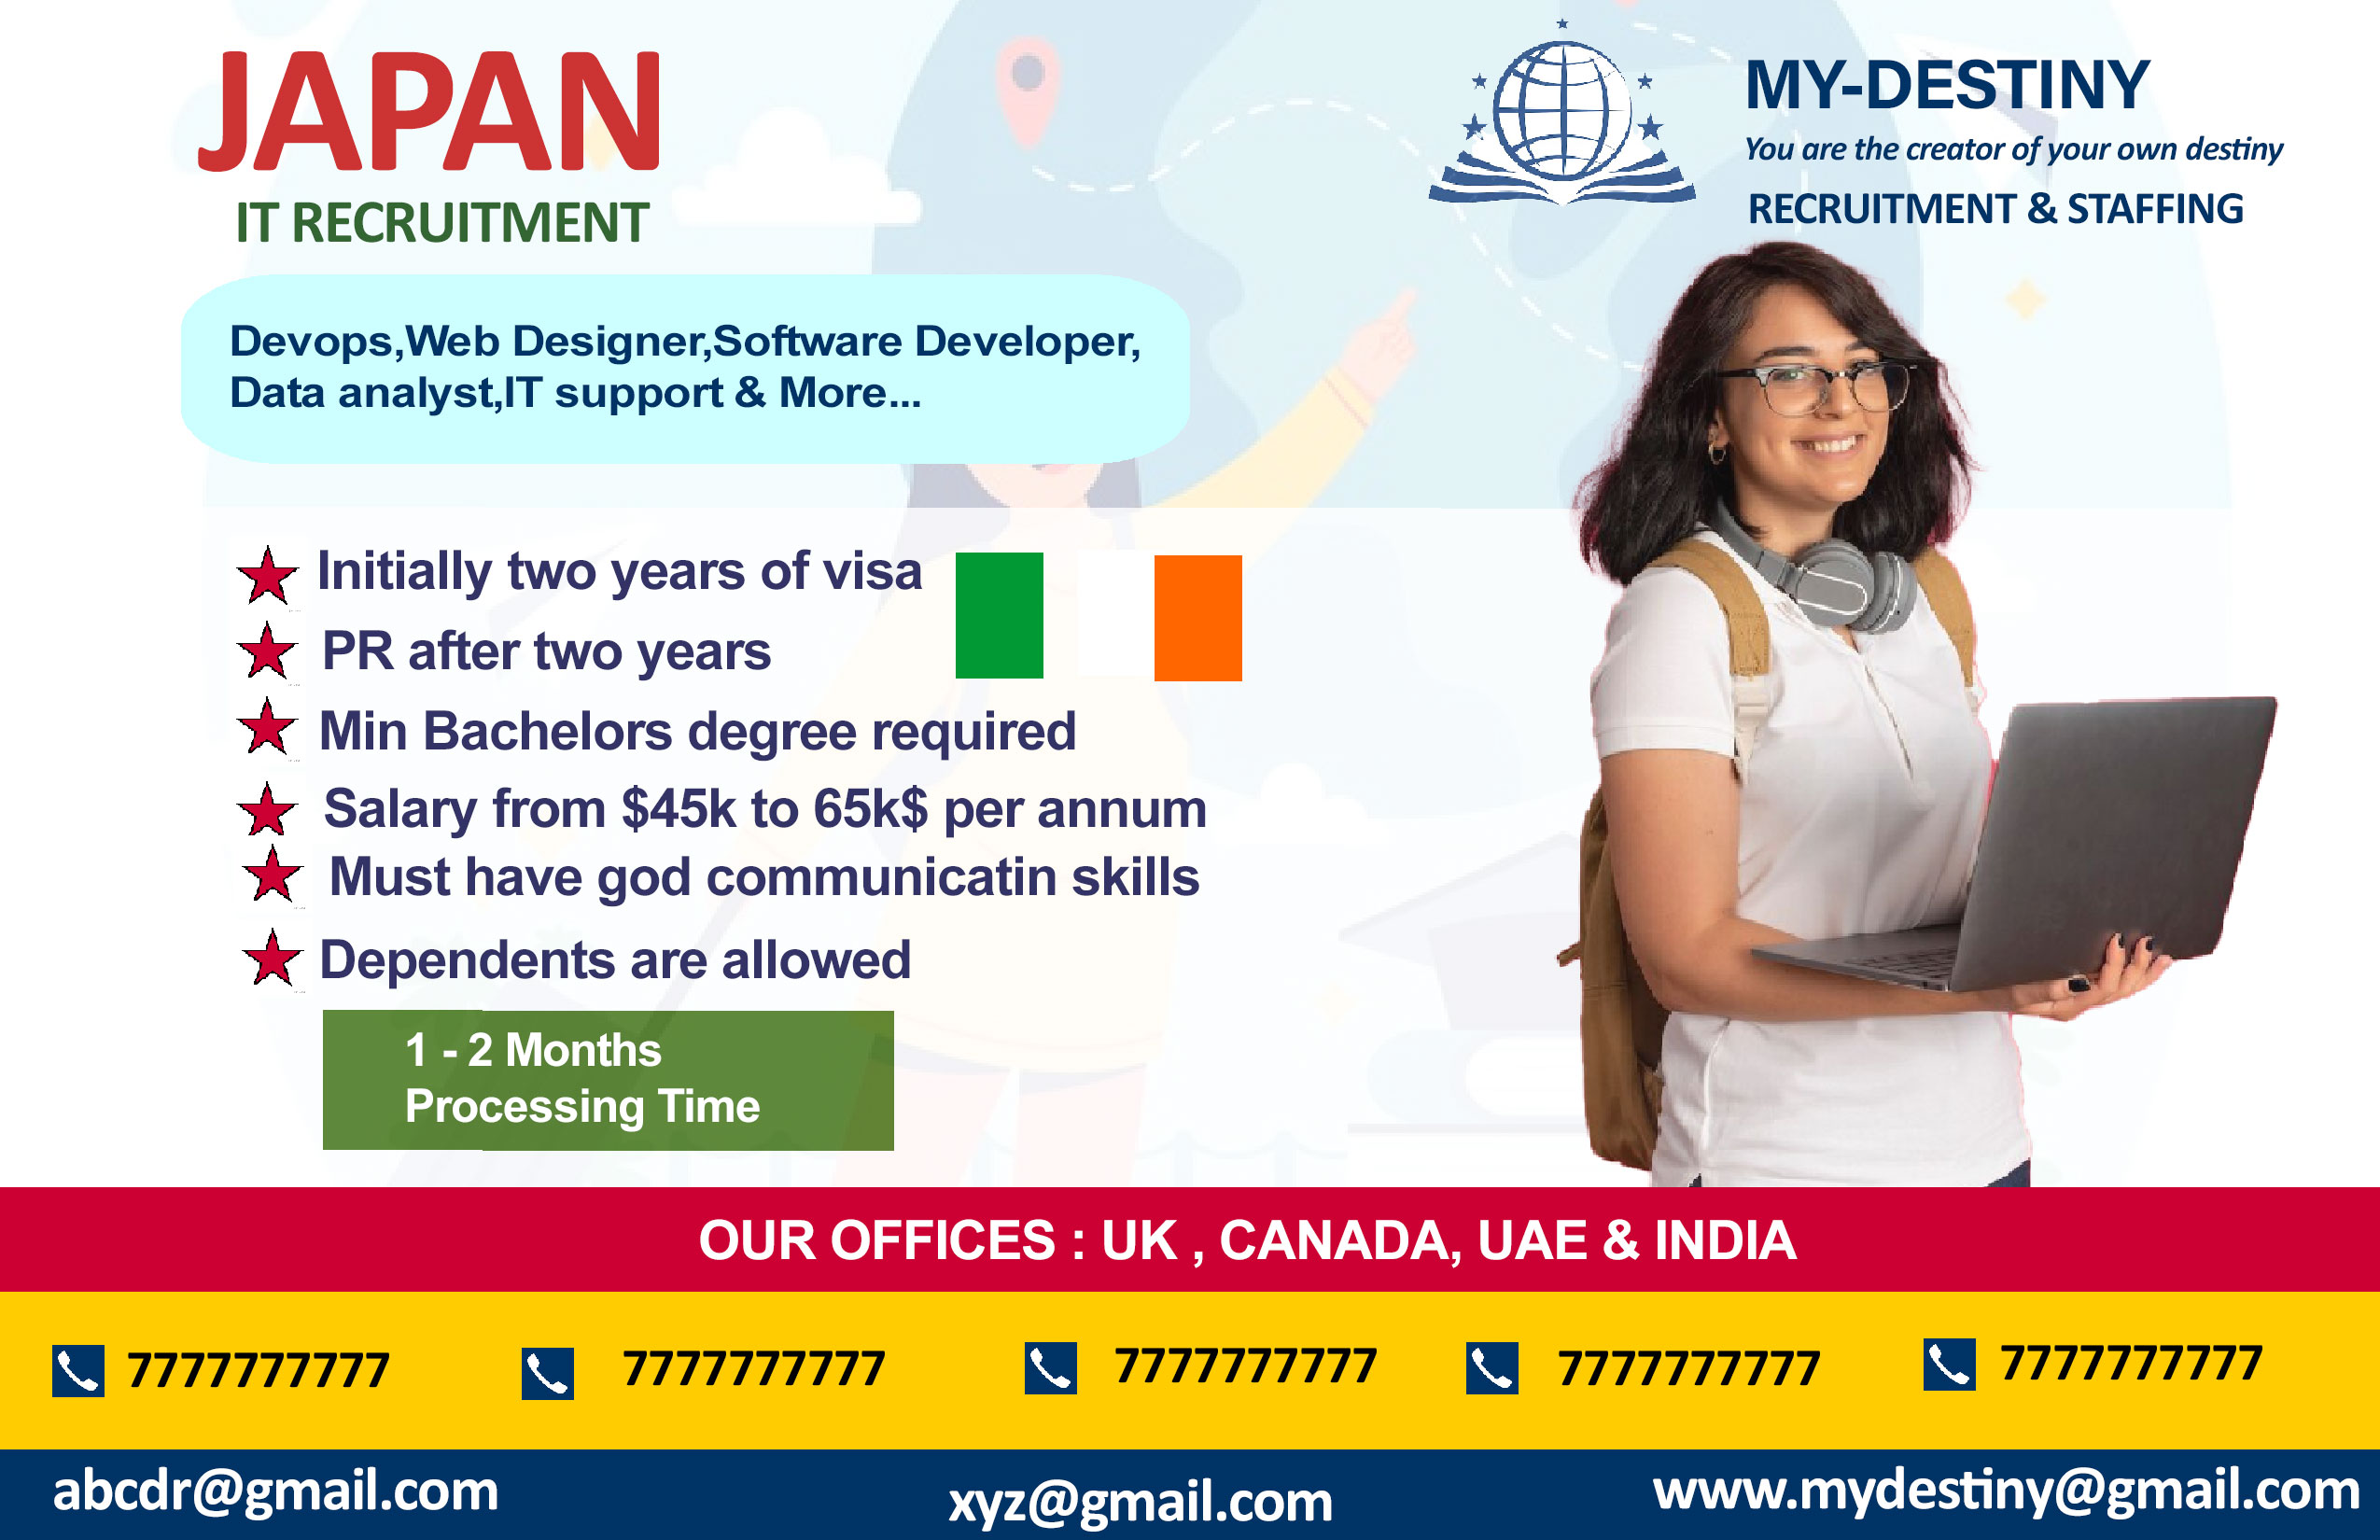 JAPAN
IT RECRUITMENT
MY-DESTINY
You are the creator of your own destiny
RECRUITMENT & STAFFING
Devops,Web Designer,Software Developer,
Data analyst,IT support & More...
Initially two years of visa
PR after two years
Min Bachelors degree required
Salary from $45k to 65k$ per annum
Must have god communicatin skills
Dependents are allowed
1 - 2 Months
Processing Time
OUR OFFICES : UK , CANADA, UAE & INDIA
7777777777 7777777777 7777777777 7777777777 7777777777
abcdr@gmail.com xyz@gmail.com www.mydestiny@gmail.com